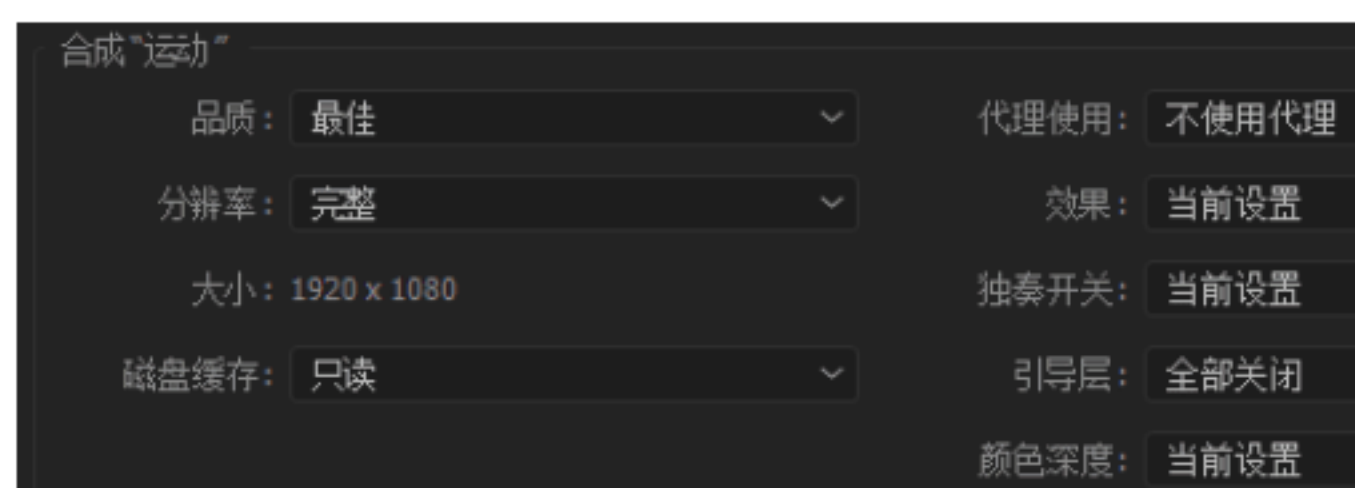 合成“运动”
品质: 最佳 代理使用: 不使用代理
分辨率: 完整 效果: 当前设置
大小: 1920 x 1080 独奏开关: 当前设置
磁盘缓存: 只读 引导层: 全部关闭
颜色深度: 当前设置